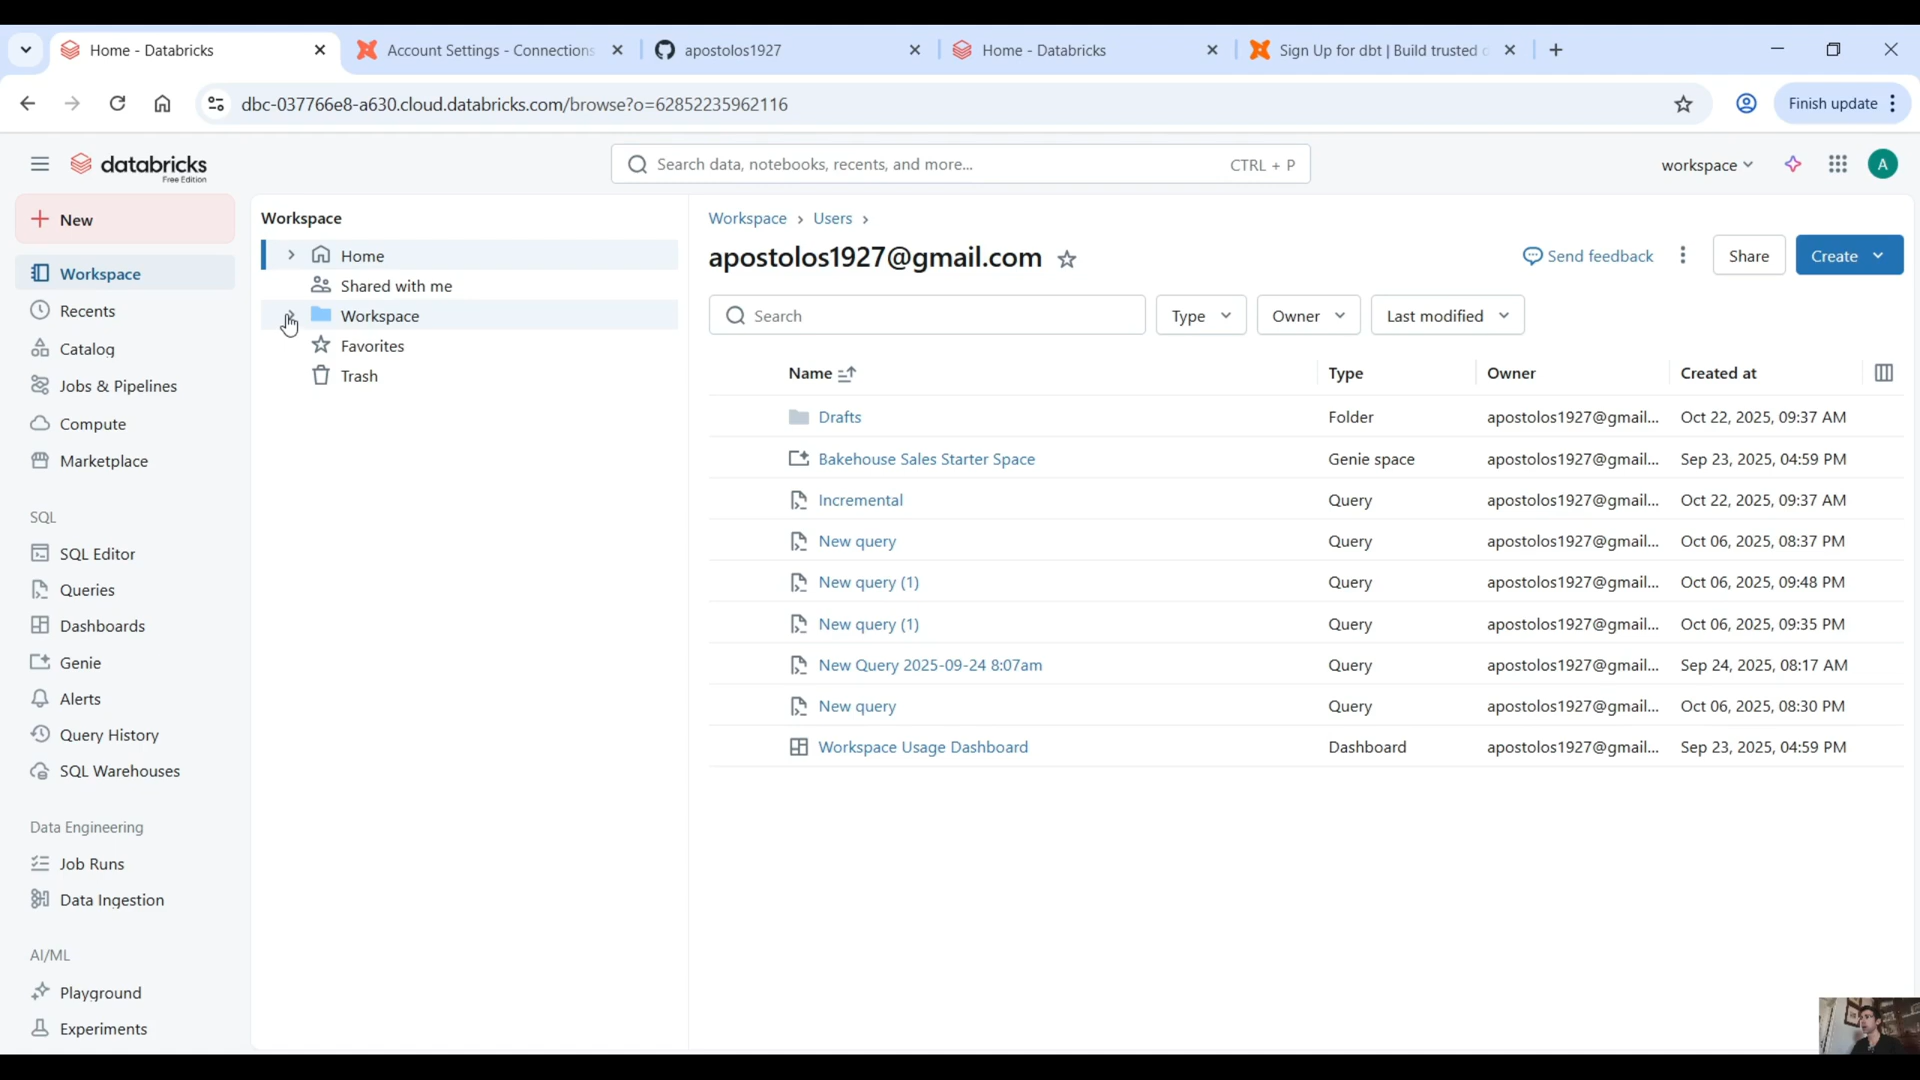 Home - Databricks
Account Settings - Connections
apostolos1927
Home - Databricks
Sign Up for dbt | Build trusted
dbc-037766e8-a630.cloud.databricks.com/browse?o=62852235962116
Finish update
databricks
Free Edition
Search data, notebooks, recents, and more...
CTRL + P
workspace
A
New
Workspace
Recents
Catalog
Jobs & Pipelines
Compute
Marketplace
SQL
SQL Editor
Queries
Dashboards
Genie
Alerts
Query History
SQL Warehouses
Data Engineering
Job Runs
Data Ingestion
AI/ML
Playground
Experiments
Workspace
Home
Shared with me
Workspace
Favorites
Trash
Workspace › Users ›
apostolos1927@gmail.com
Send feedback
Share
Create
Search
Type
Owner
Last modified
Name Type Owner Created at
Drafts Folder apostolos1927@gmail... Oct 22, 2025, 09:37 AM
Bakehouse Sales Starter Space Genie space apostolos1927@gmail... Sep 23, 2025, 04:59 PM
Incremental Query apostolos1927@gmail... Oct 22, 2025, 09:37 AM
New query Query apostolos1927@gmail... Oct 06, 2025, 08:37 PM
New query (1) Query apostolos1927@gmail... Oct 06, 2025, 09:48 PM
New query (1) Query apostolos1927@gmail... Oct 06, 2025, 09:35 PM
New Query 2025-09-24 8:07am Query apostolos1927@gmail... Sep 24, 2025, 08:17 AM
New query Query apostolos1927@gmail... Oct 06, 2025, 08:30 PM
Workspace Usage Dashboard Dashboard apostolos1927@gmail... Sep 23, 2025, 04:59 PM